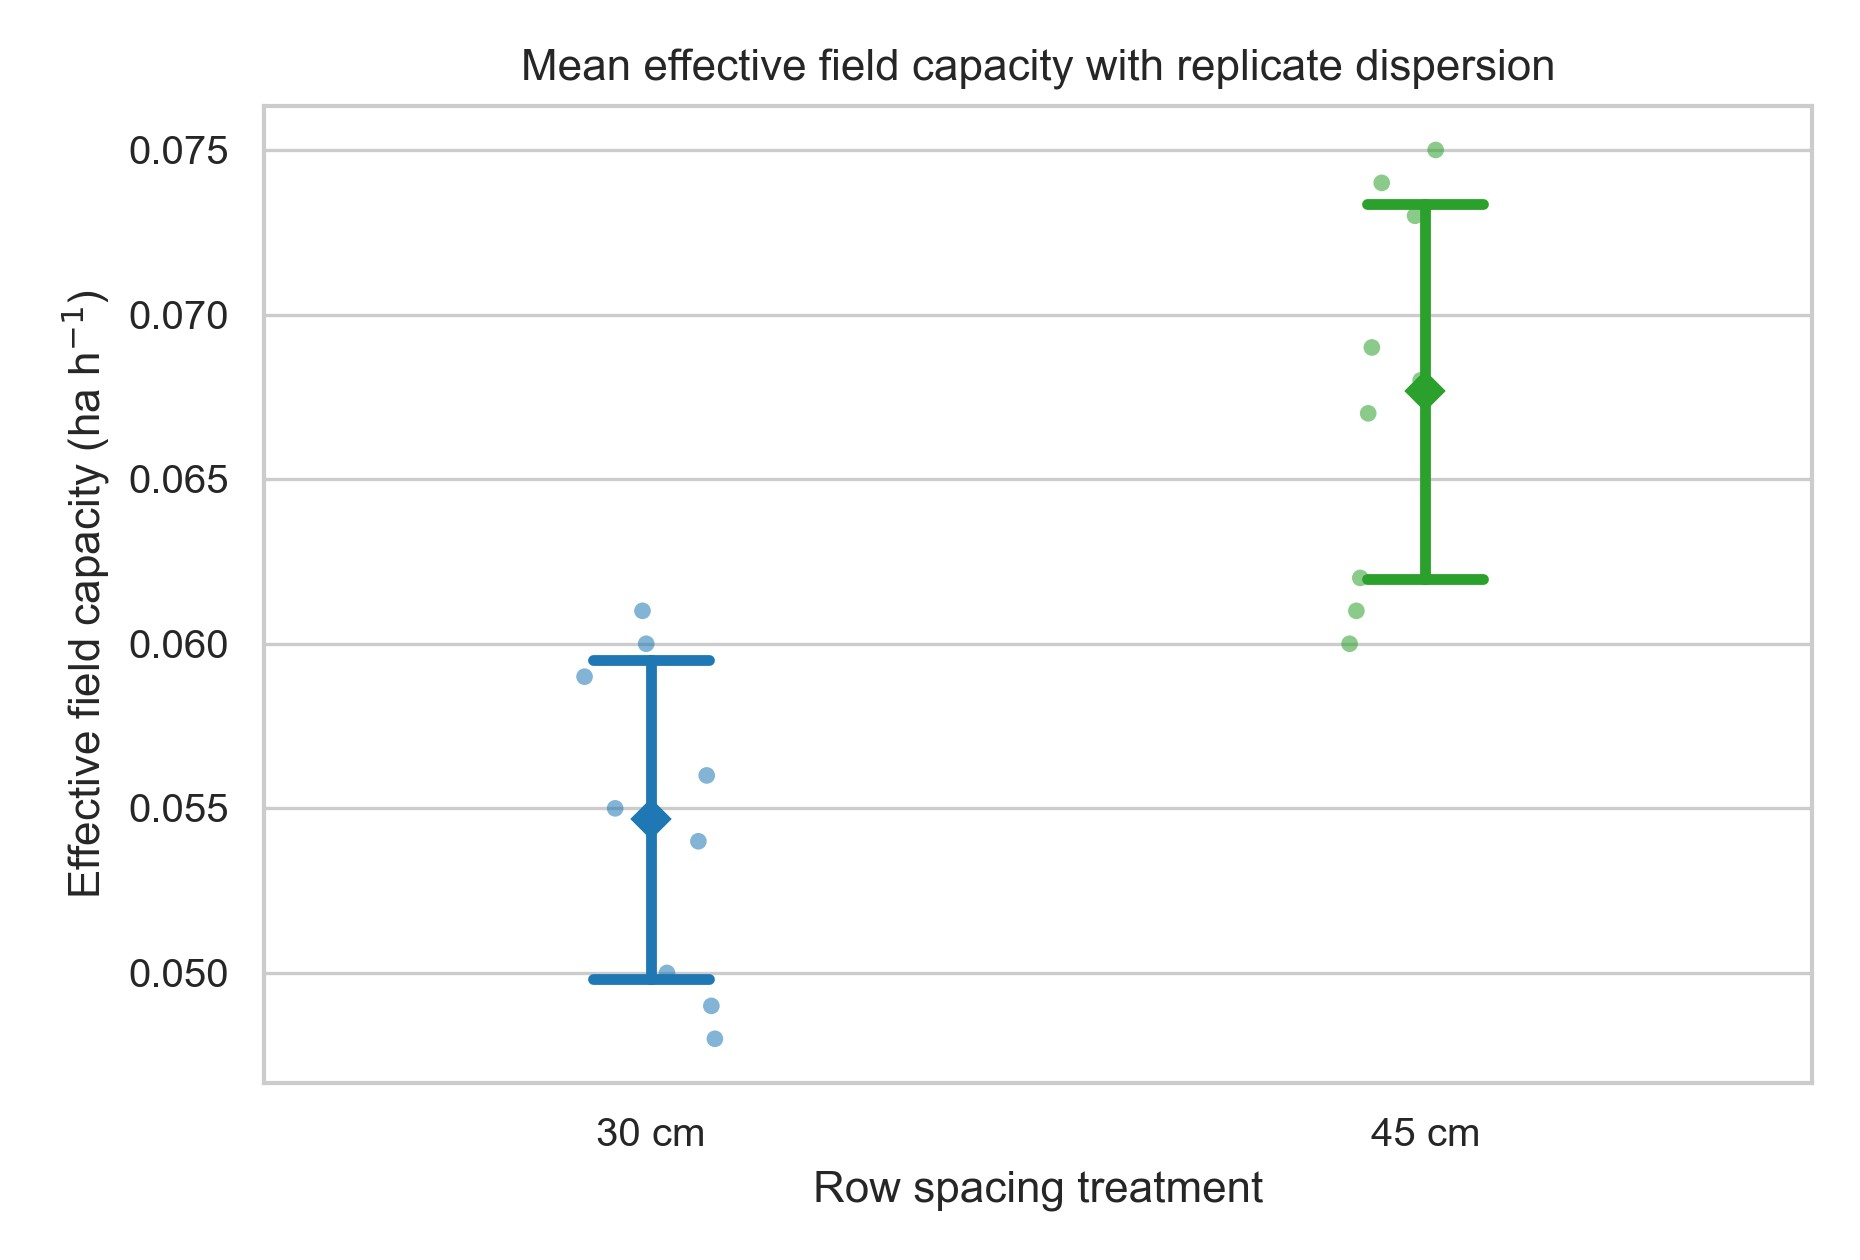 Mean effective field capacity with replicate dispersion
Effective field capacity (ha h⁻¹)
0.075
0.070
0.065
0.060
0.055
0.050
30 cm
45 cm
Row spacing treatment